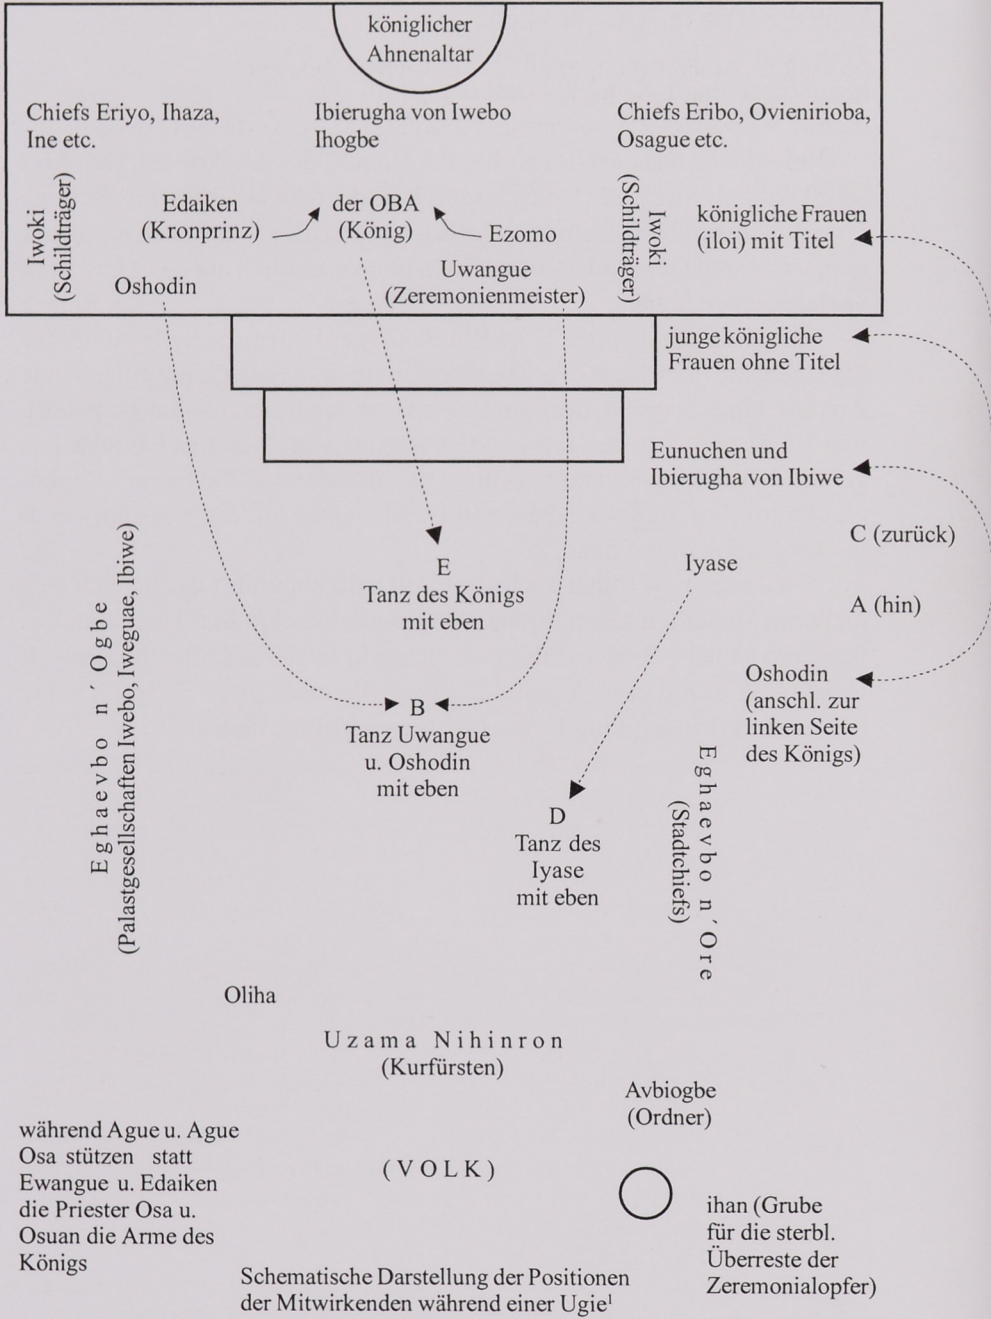 königlicher
Ahnenaltar
Chiefs Eriyo, Ihaza,
Ine etc.
Ibierugha von Iwebo
Ihogbe
Chiefs Eribo, Ovienirioba,
Osague etc.
Iwoki
(Schildträger)
Edaiken
(Kronprinz)
der OBA
(König)
Ezomo
Iwoki
(Schildträger)
königliche Frauen
(iloi) mit Titel
Oshodin
Uwangue
(Zeremonienmeister)
junge königliche
Frauen ohne Titel
Eunuchen und
Ibierugha von Ibiwe
C (zurück)
Iyase
A (hin)
E
Tanz des Königs
mit eben
Eghaevbo n´Ogbe
(Palastgesellschaften Iwebo, Iweguae, Ibiwe)
Oshodin
(anschl. zur
linken Seite
des Königs)
B
Tanz Uwangue
u. Oshodin
mit eben
Eghaevbo n´Ore
(Stadtchiefs)
D
Tanz des
Iyase
mit eben
Oliha
Uzama Nihinron
(Kurfürsten)
Avbiogbe
(Ordner)
während Ague u. Ague
Osa stützen statt
Ewangue u. Edaiken
die Priester Osa u.
Osuan die Arme des
Königs
(VOLK)
ihan (Grube
für die sterbl.
Überreste der
Zeremonialopfer)
Schematische Darstellung der Positionen
der Mitwirkenden während einer Ugie¹